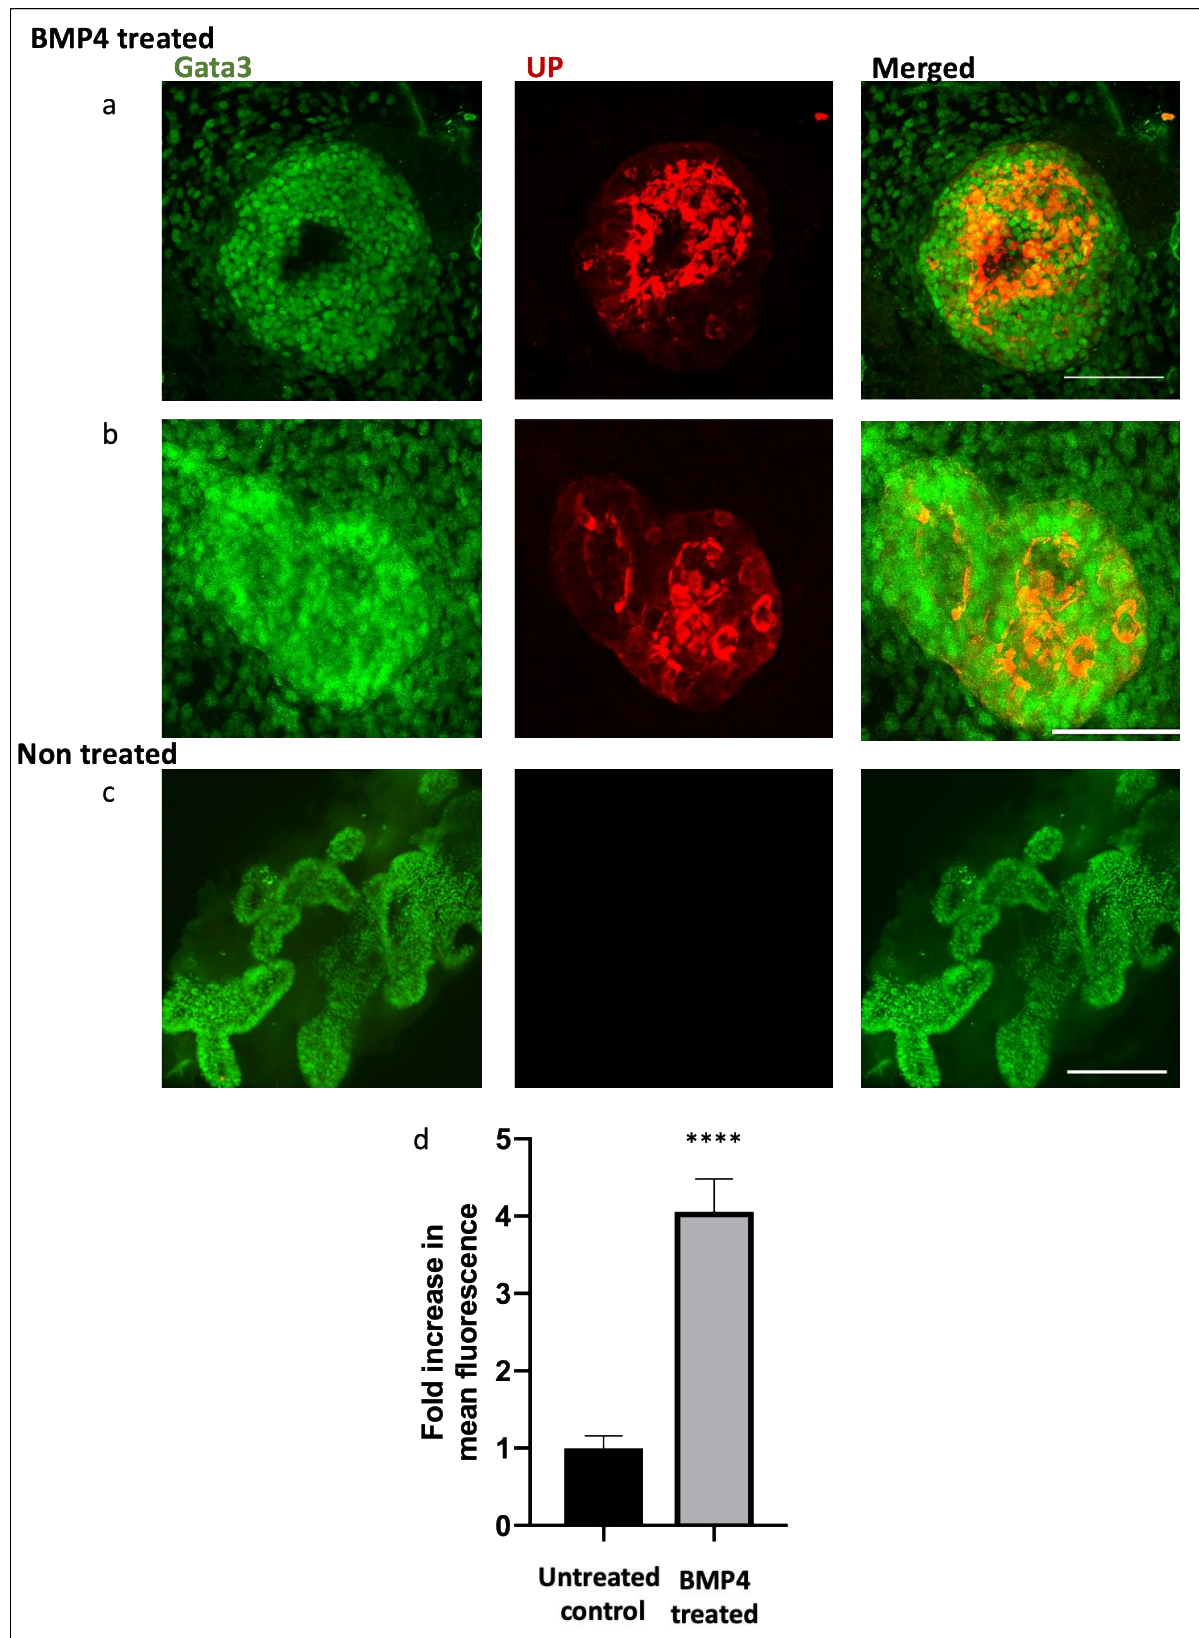 BMP4 treated
Gata3 UP Merged
a
b
Non treated
c
d
****
5
4
3
2
1
0
Fold increase in
mean fluorescence
Untreated control
BMP4 treated